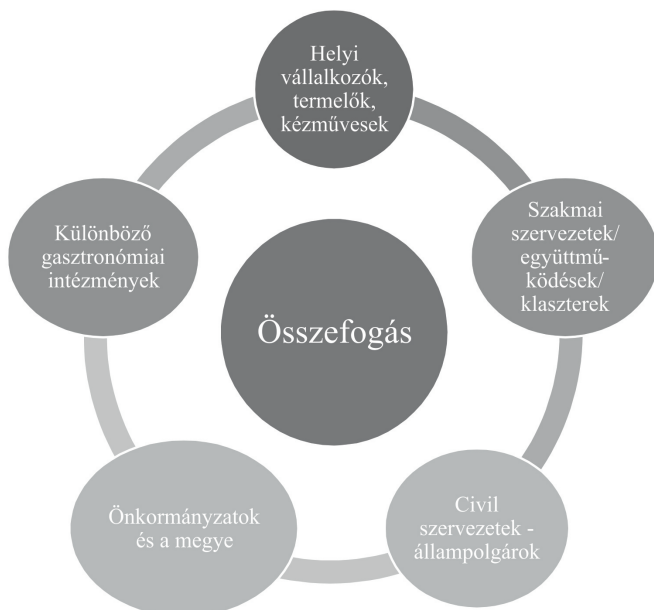 Helyi
vállalkozók,
termelők,
kézművesek
Különböző
gasztronómiai
intézmények
Szakmai
szervezetek/
együttmű-
ködések/
klaszterek
Összefogás
Önkormányzatok
és a megye
Civil
szervezetek -
állampolgárok